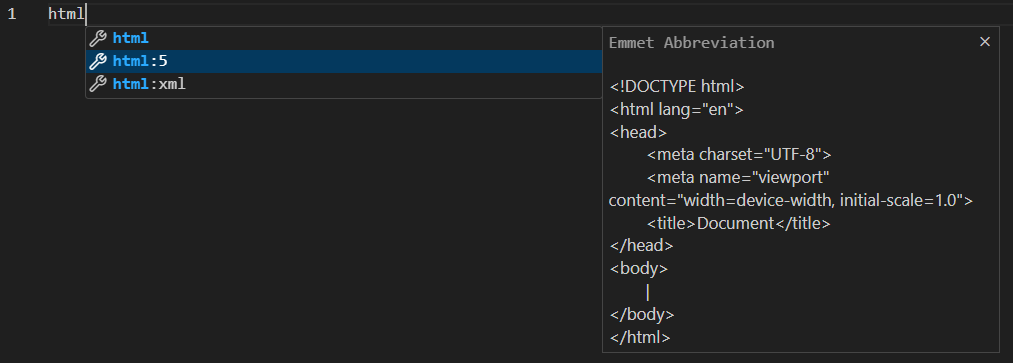 1 html
html
html:5
html:xml
Emmet Abbreviation ×
<!DOCTYPE html>
<html lang="en">
<head>
<meta charset="UTF-8">
<meta name="viewport"
content="width=device-width, initial-scale=1.0">
<title>Document</title>
</head>
<body>
|
</body>
</html>